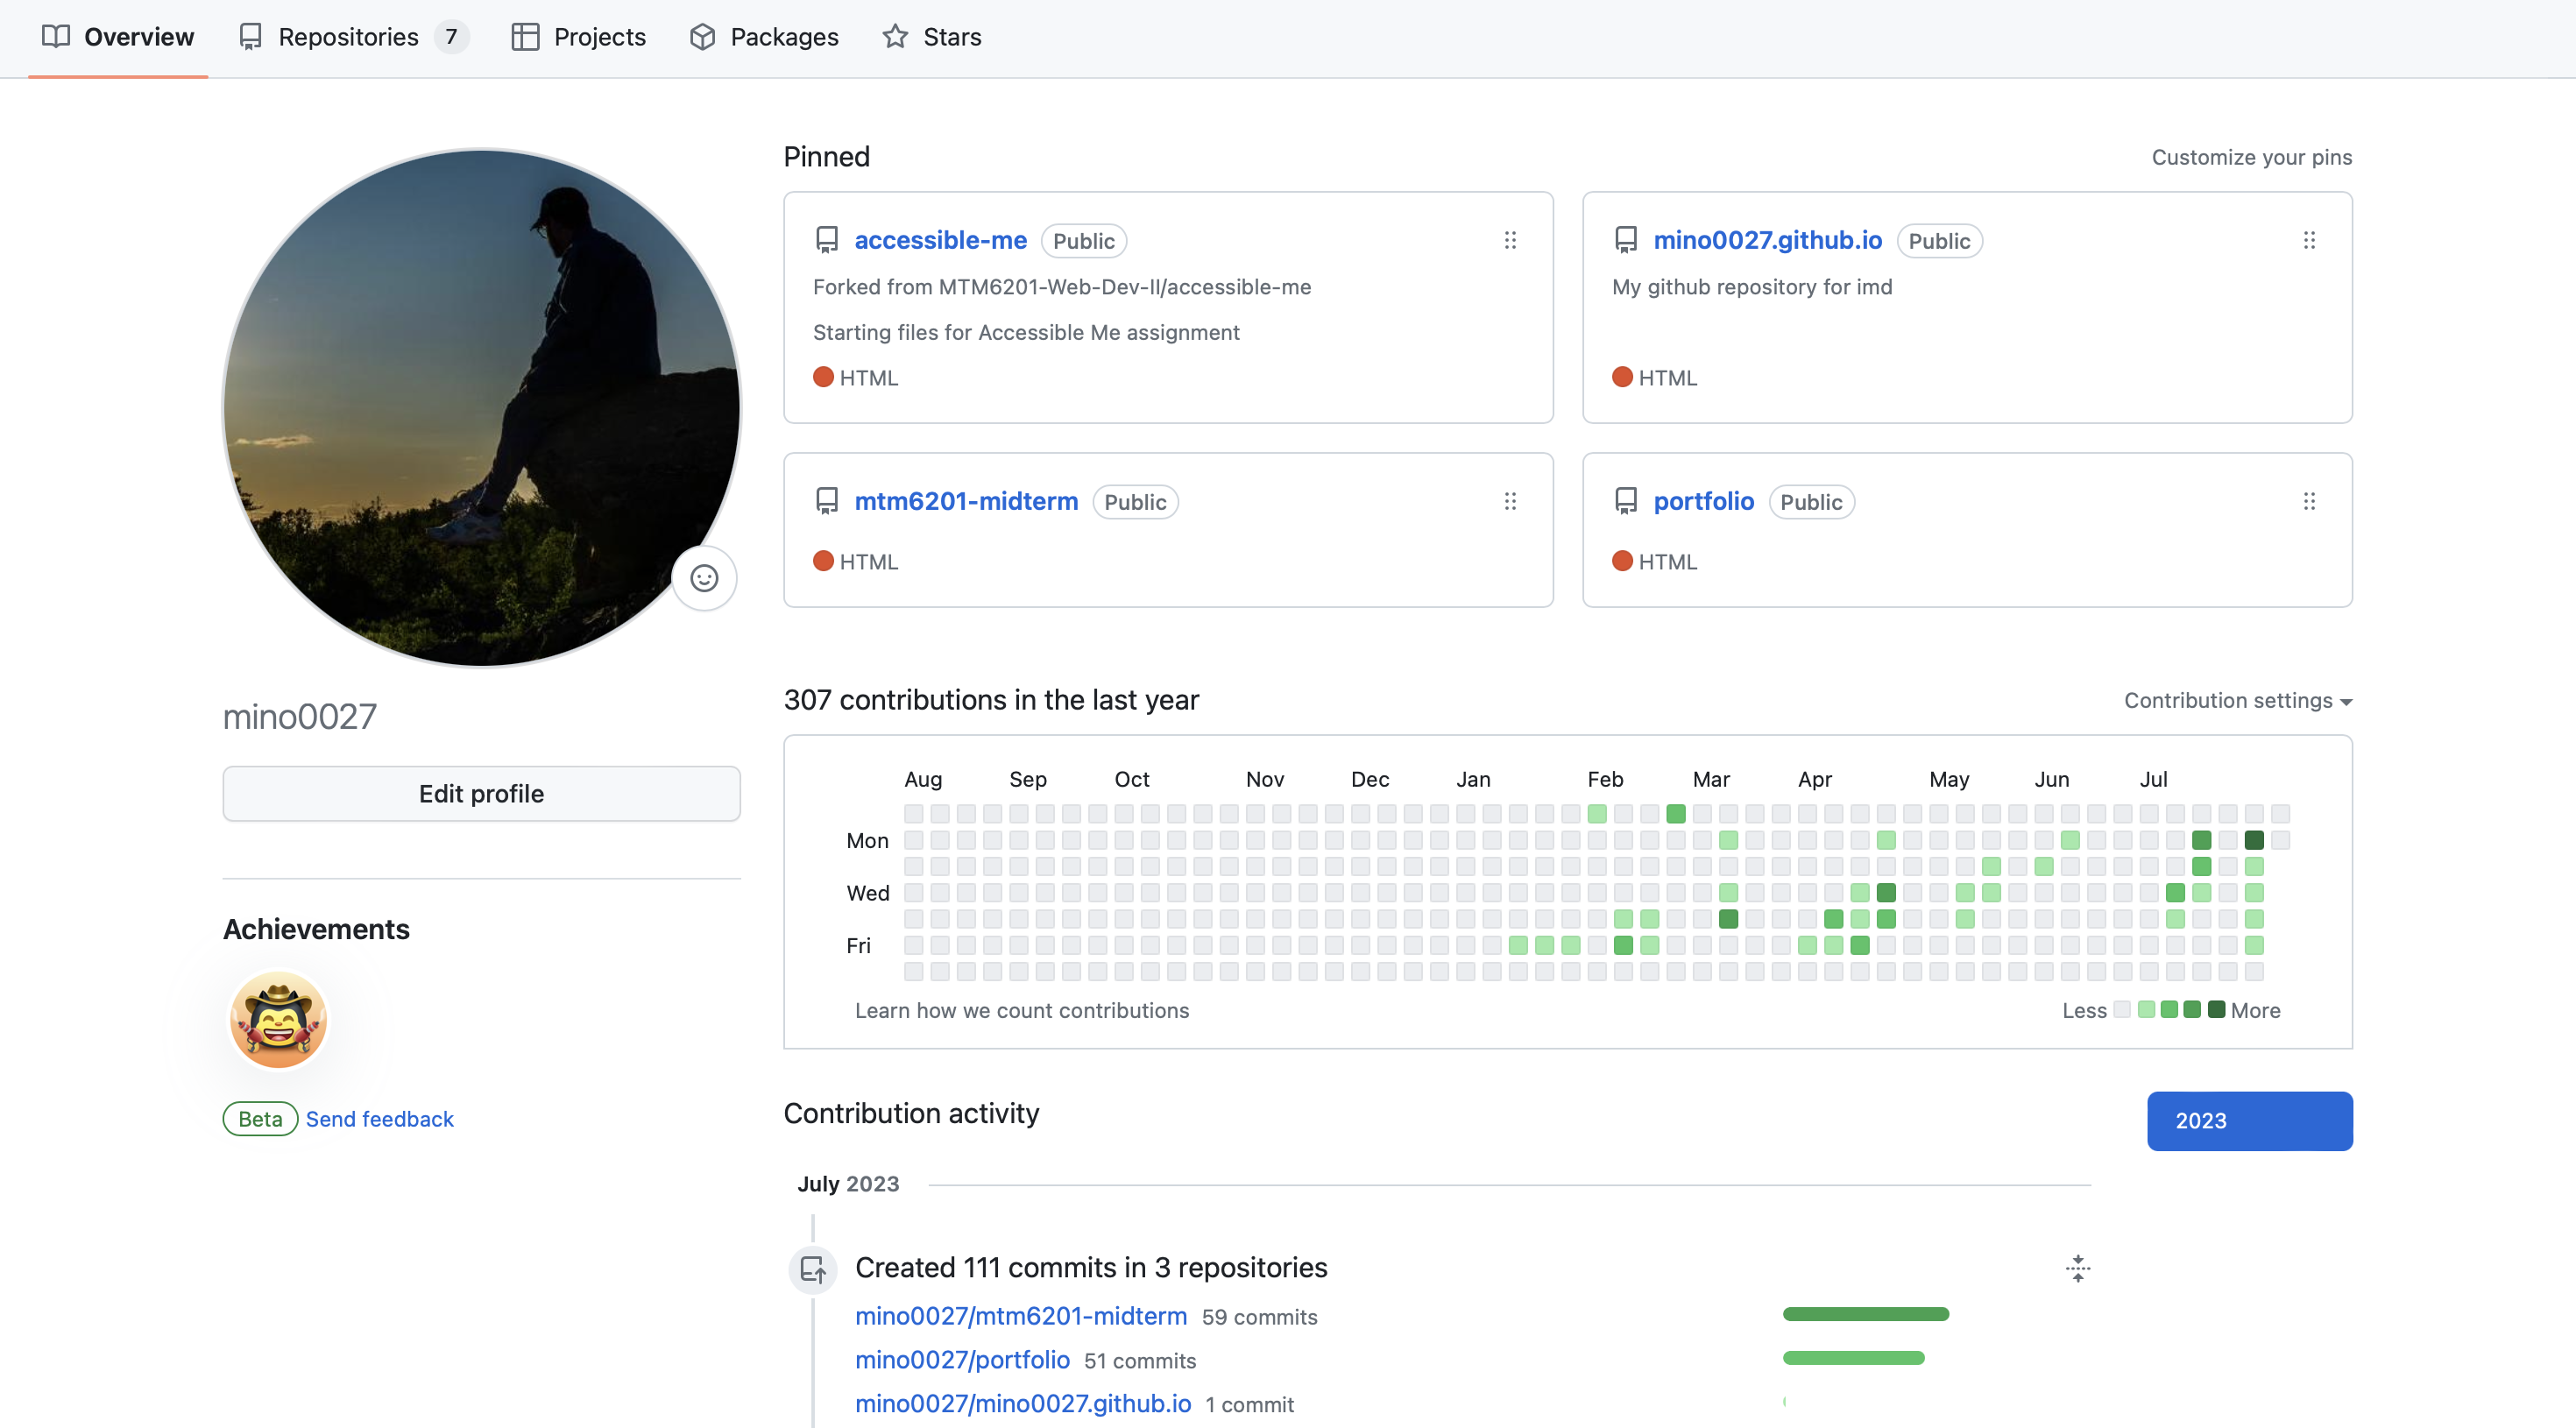 Overview Repositories 7 Projects Packages Stars
Pinned
Customize your pins
accessible-me Public
Forked from MTM6201-Web-Dev-II/accessible-me
Starting files for Accessible Me assignment
HTML
mino0027.github.io Public
My github repository for imd
HTML
mtm6201-midterm Public
HTML
portfolio Public
HTML
mino0027
Edit profile
Achievements
Beta Send feedback
307 contributions in the last year
Contribution settings
Aug Sep Oct Nov Dec Jan Feb Mar Apr May Jun Jul
Mon
Wed
Fri
Learn how we count contributions
Less More
Contribution activity
2023
July 2023
Created 111 commits in 3 repositories
mino0027/mtm6201-midterm 59 commits
mino0027/portfolio 51 commits
mino0027/mino0027.github.io 1 commit